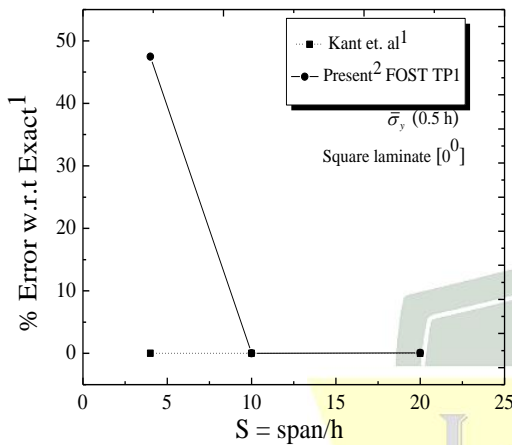 50
40
30
20
10
0
% Error w.r.t Exact¹
Kant et. al¹
Present² FOST TP1
σ̄y (0.5 h)
Square laminate [0⁰]
0 5 10 15 20 25
S = span/h